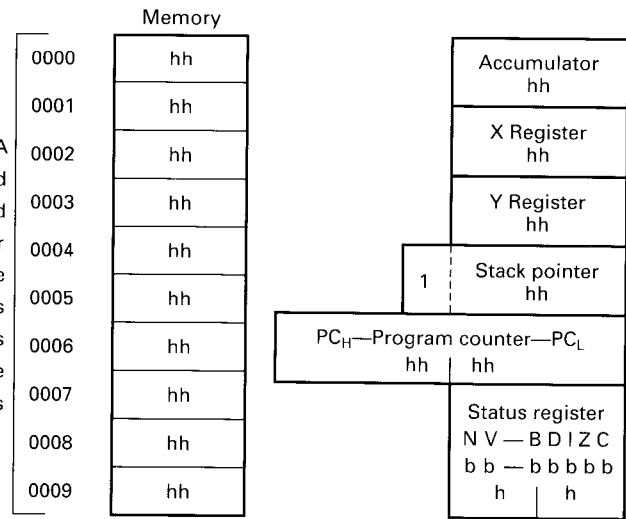 Memory
0000 hh
0001 hh
A 0002 hh
d
d 0003 hh
r 0004 hh
e
s 0005 hh
s 0006 hh
e
s 0007 hh
0008 hh
0009 hh
Accumulator
hh
X Register
hh
Y Register
hh
1 Stack pointer
hh
PCH—Program counter—PCL
hh hh
Status register
N V — B D I Z C
b b — b b b b b
h h